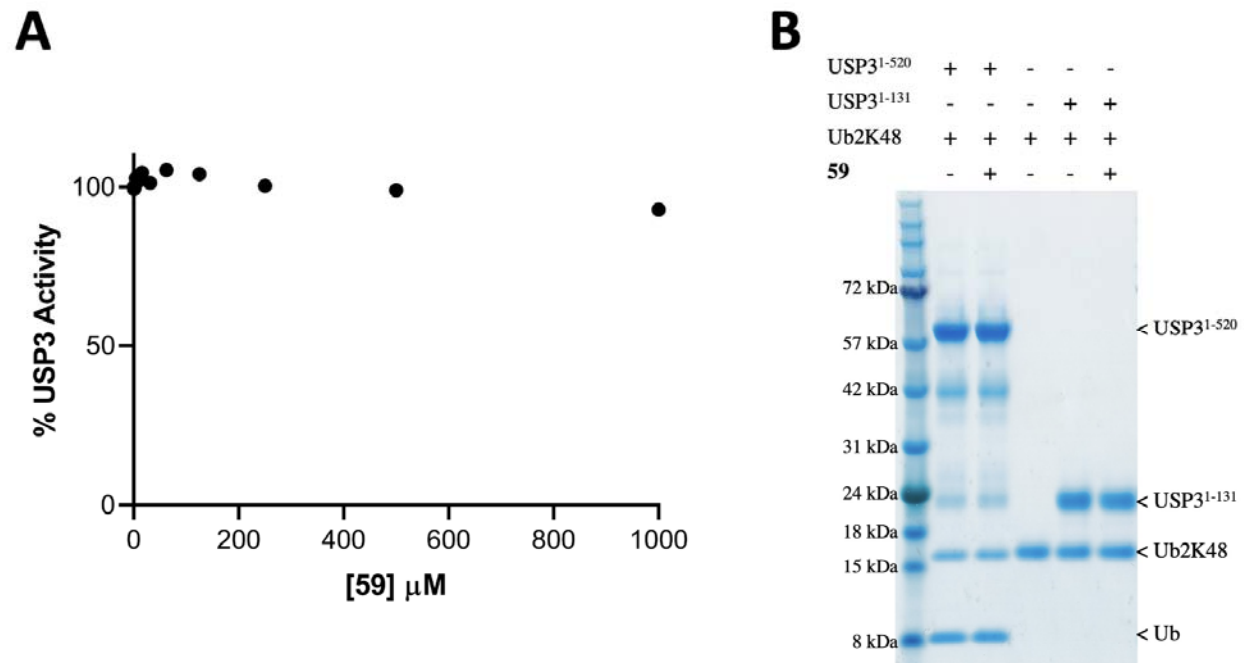 A
% USP3 Activity
100
50
0
0 200 400 600 800 1000
[59] μM
B
USP3¹⁻⁵²⁰ + + - - -
USP3¹⁻¹³¹ - - - + +
Ub2K48 + + + + +
59 - + - - +
72 kDa
< USP3¹⁻⁵²⁰
57 kDa
42 kDa
31 kDa
24 kDa
< USP3¹⁻¹³¹
18 kDa
< Ub2K48
15 kDa
8 kDa
< Ub